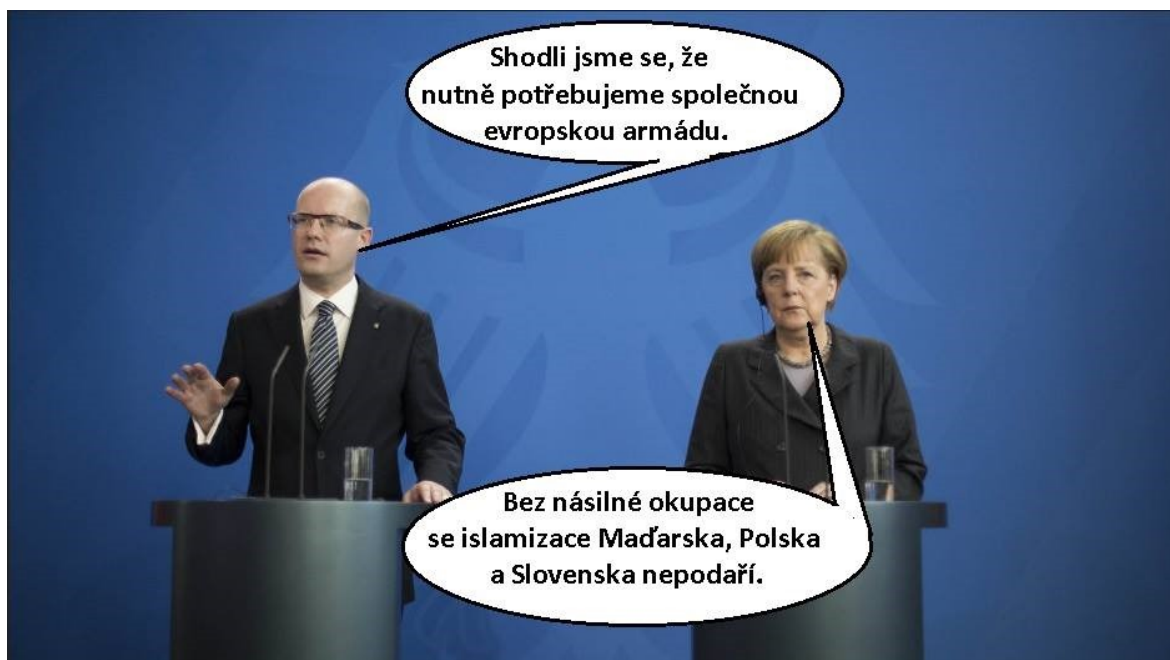 Shodli jsme se, že
nutně potřebujeme společnou
evropskou armádu.
Bez násilné okupace
se islamizace Maďarska, Polska
a Slovenska nepodaří.